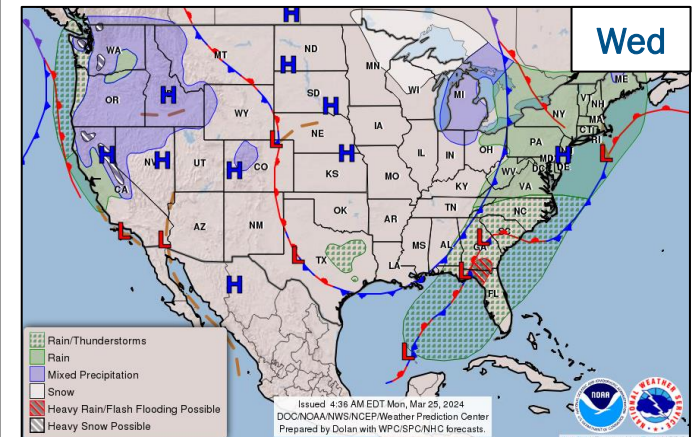 Wed
H
WA
MT
ND
MN
ME
H
OR
H
SD
H
WI
MI
VT
NH
NY
MA
WY
NE
IA
CT
RI
L
H
NV
H
UT
H
CO
H
KS
IL
IN
OH
PA
MD
DE
DC
H
L
MO
WV
VA
KY
CA
NC
TN
L
L
AZ
NM
OK
AR
SC
L
GA
MS
AL
L
TX
LA
L
FL
H
L
Rain/Thunderstorms
Rain
Mixed Precipitation
Snow
Heavy Rain/Flash Flooding Possible
Heavy Snow Possible
Issued 4:36 AM EDT Mon, Mar 25, 2024
DOC/NOAA/NWS/NCEP/Weather Prediction Center
Prepared by Dolan with WPC/SPC/NHC forecasts.
NOAA
NATIONAL WEATHER SERVICE